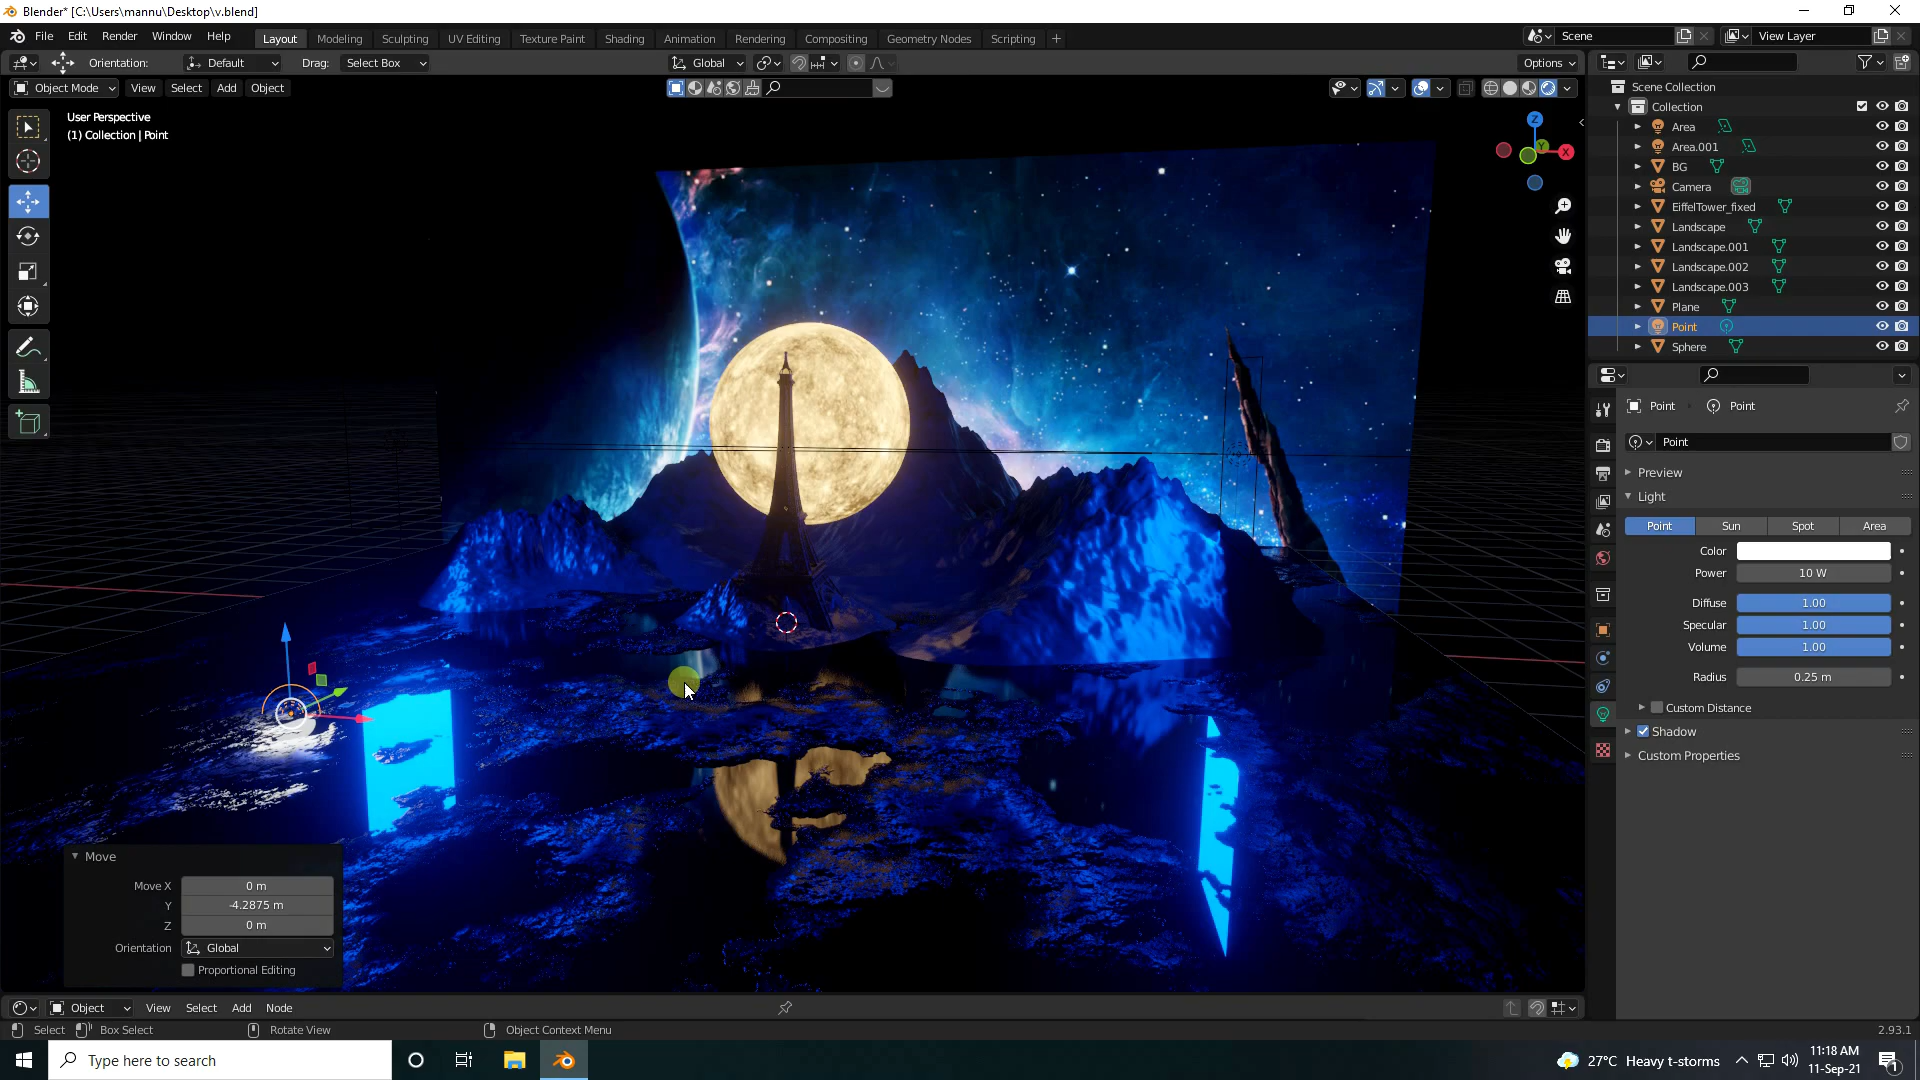 Blender* [C:\Users\mannu\Desktop\v.blend]
File Edit Render Window Help Layout Modeling Sculpting UV Editing Texture Paint Shading Animation Rendering Compositing Geometry Nodes Scripting + Scene View Layer
Orientation: Default Drag: Select Box Global Options
Object Mode View Select Add Object
User Perspective
(1) Collection | Point
Z
Y
X
Scene Collection
Collection
Area
Area.001
BG
Camera
EiffelTower_fixed
Landscape
Landscape.001
Landscape.002
Landscape.003
Plane
Point
Sphere
Point Point
Point
Preview
Light
Point Sun Spot Area
Color
Power 10 W
Diffuse 1.00
Specular 1.00
Volume 1.00
Radius 0.25 m
Custom Distance
Shadow
Custom Properties
Move
Move X 0 m
Y -4.2875 m
Z 0 m
Orientation Global
Proportional Editing
Object View Select Add Node
Select Box Select Rotate View Object Context Menu 2.93.1
Type here to search
27°C Heavy t-storms
11:18 AM
11-Sep-21
1